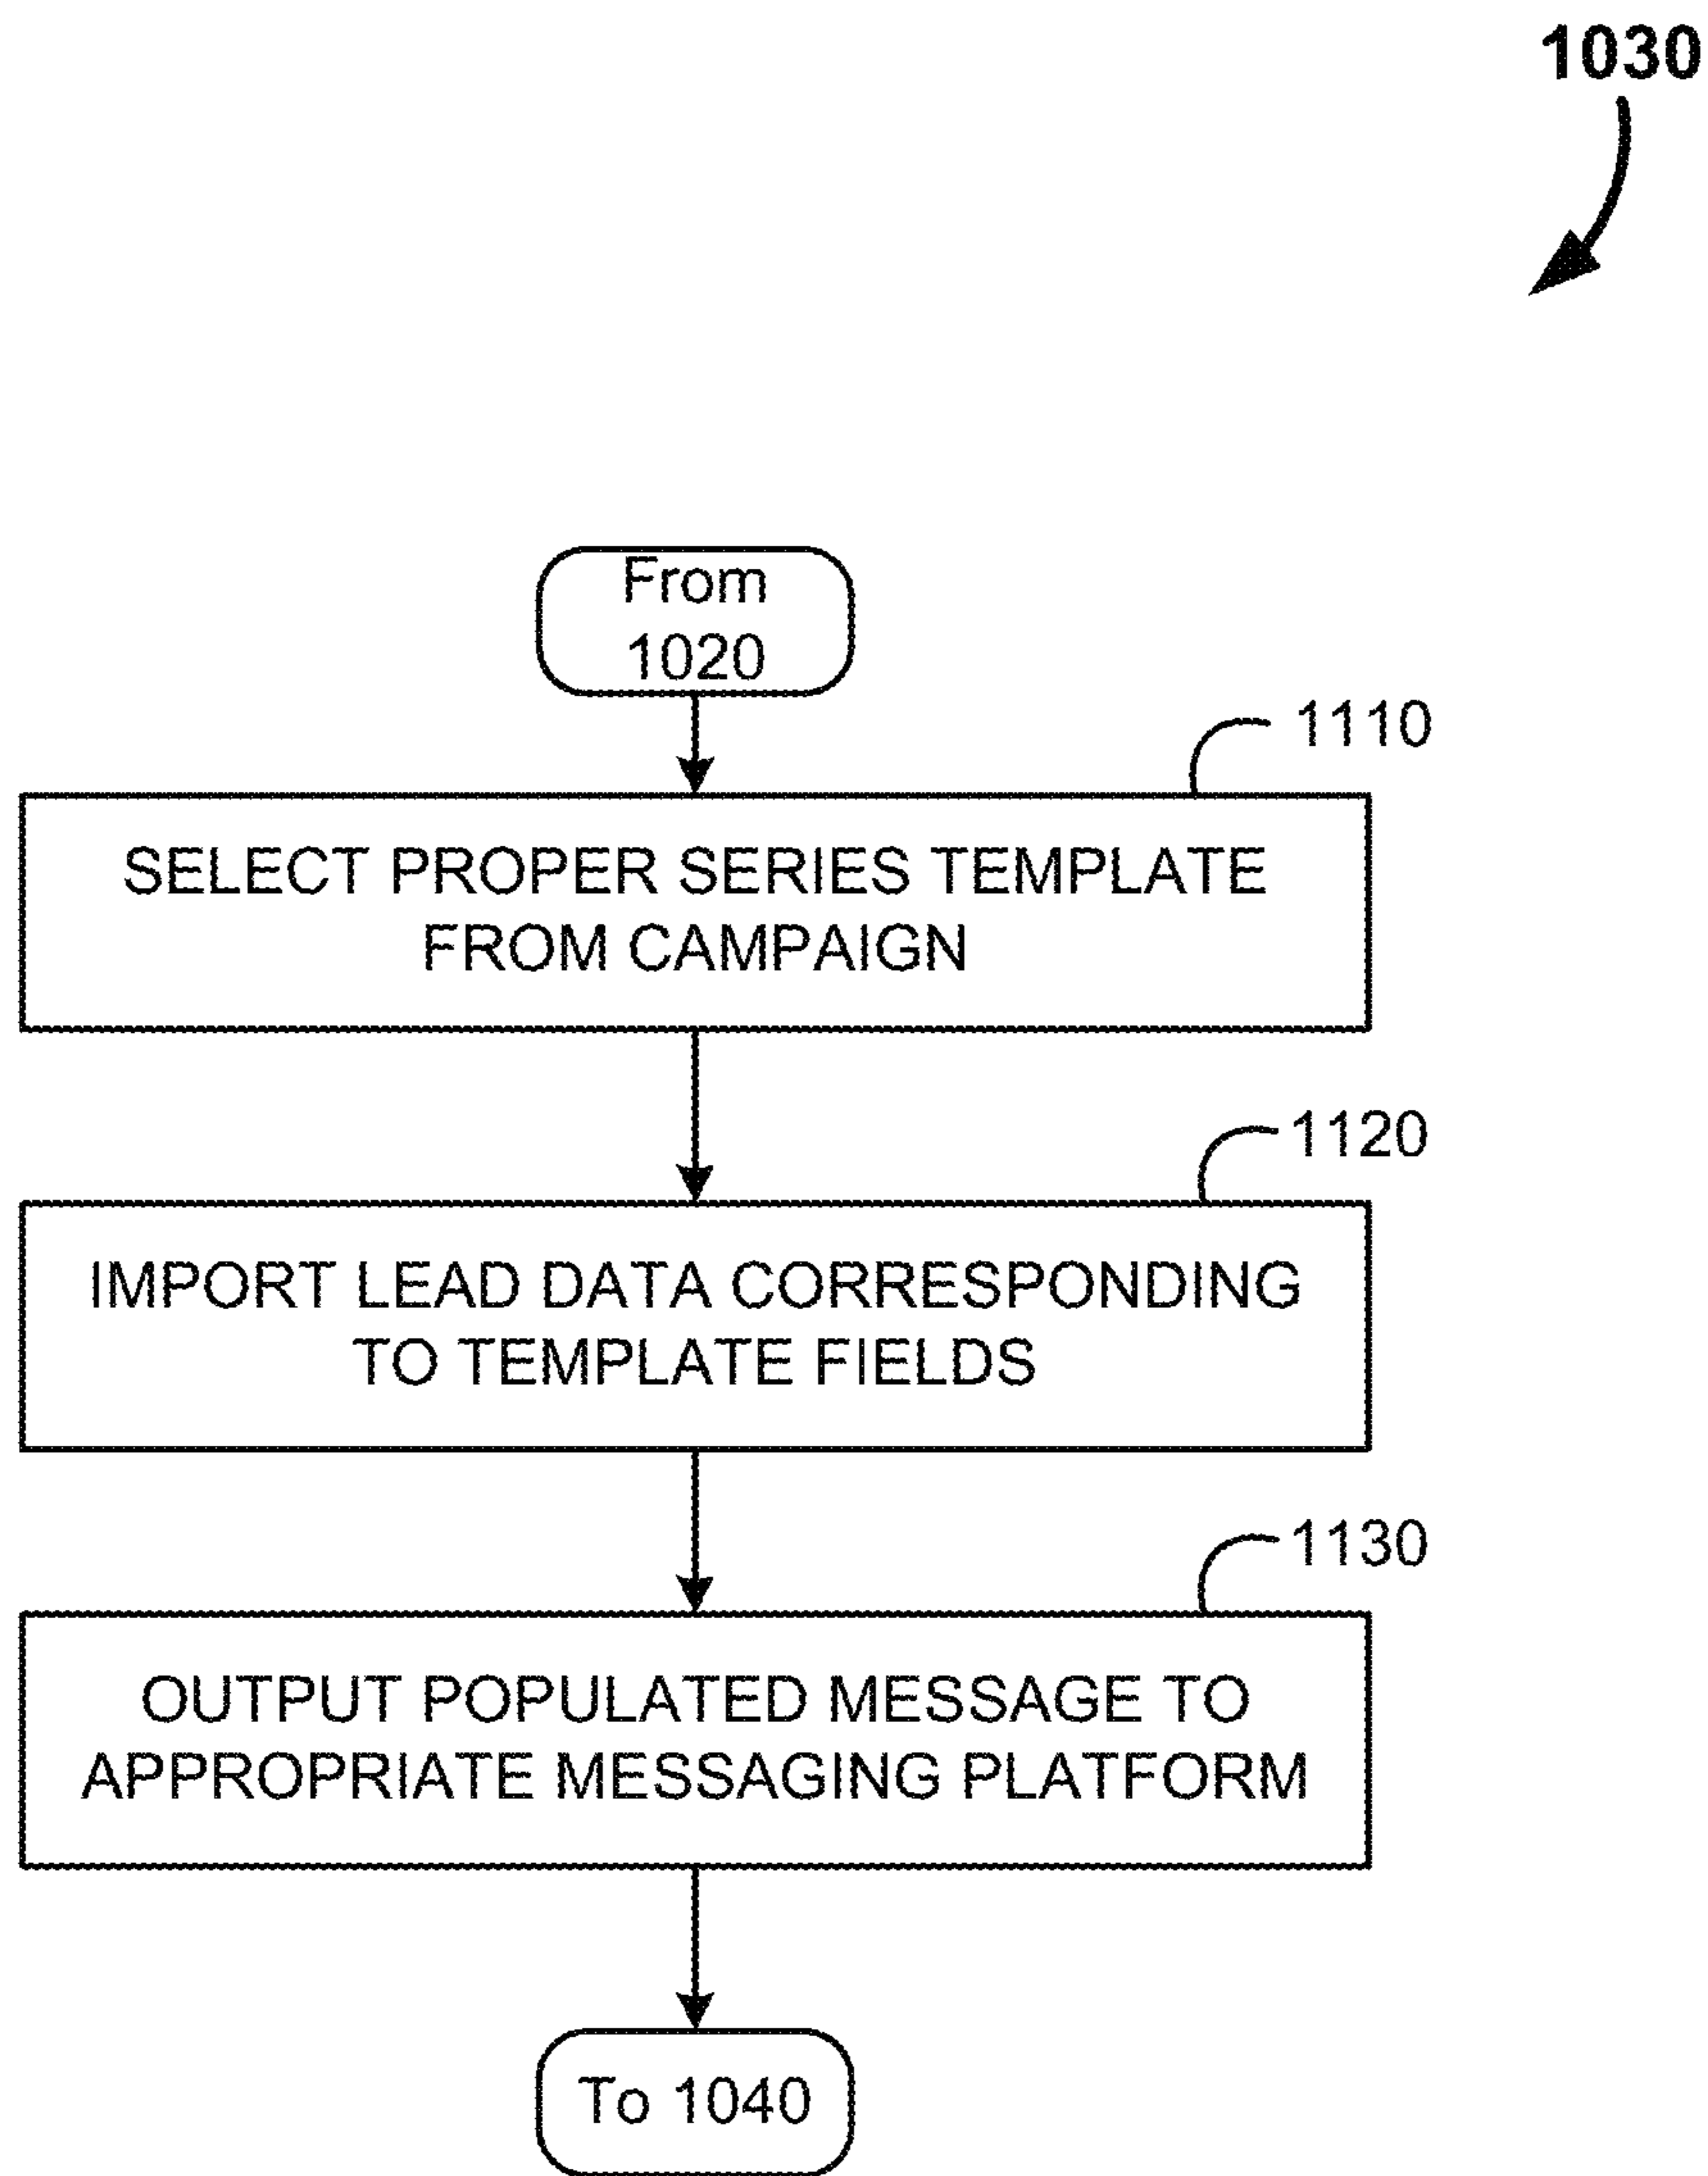 1030
From
1020
1110
SELECT PROPER SERIES TEMPLATE
FROM CAMPAIGN
1120
IMPORT LEAD DATA CORRESPONDING
TO TEMPLATE FIELDS
1130
OUTPUT POPULATED MESSAGE TO
APPROPRIATE MESSAGING PLATFORM
To 1040